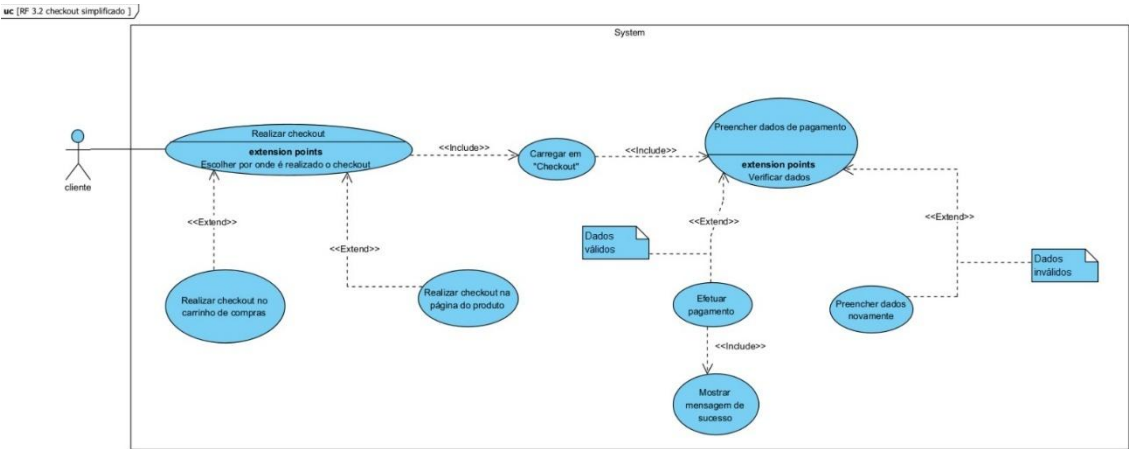 uc [RF 3.2 checkout simplificado ]
System
cliente
Realizar checkout
extension points
Escolher por onde é realizado o checkout
<<Include>>
Carregar em
"Checkout"
<<Include>>
Preencher dados de pagamento
extension points
Verificar dados
<<Extend>>
<<Extend>>
<<Extend>>
<<Extend>>
Dados
válidos
Dados
inválidos
Realizar checkout no
carrinho de compras
Realizar checkout na
página do produto
Efetuar
pagamento
Preencher dados
novamente
<<Include>>
Mostrar
mensagem de
sucesso